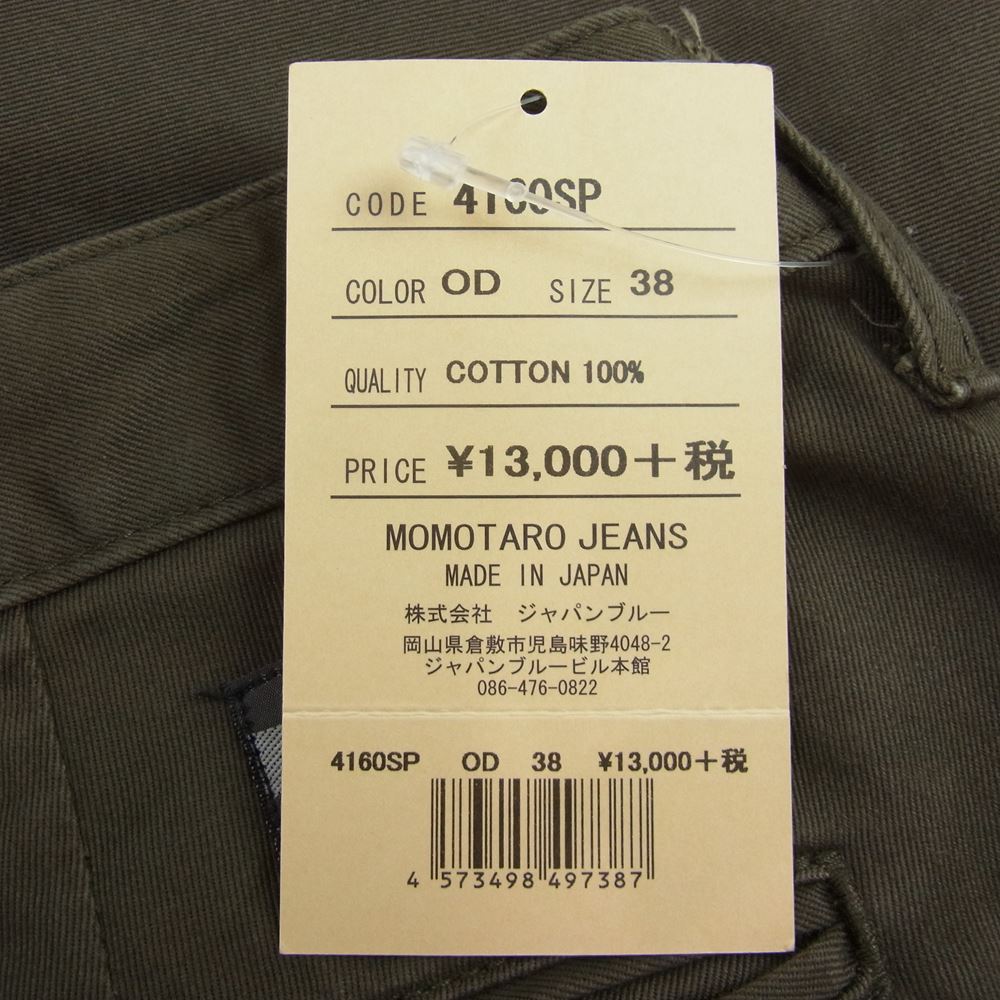 CODE 4160SP
COLOR OD SIZE 38
QUALITY COTTON 100%
PRICE ¥13,000+税
MOMOTARO JEANS
MADE IN JAPAN
株式会社 ジャパンブルー
岡山県倉敷市児島味野4048-2
ジャパンブルービル本館
086-476-0822
4160SP OD 38 ¥13,000+税
4 573498 497387